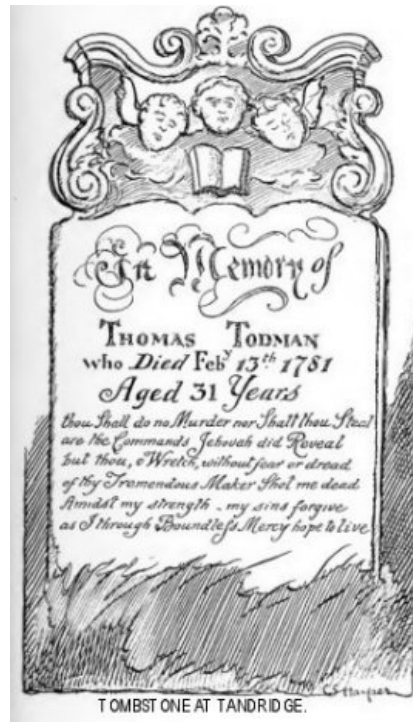 In Memory of
THOMAS TODMAN
who Died Feby 13th 1781
Aged 31 Years
thou Shall do no Murder nor Shalt thou Steal
are the Commands Jehovah did Reveal
but thou, o Wretch, without fear or dread
of thy Tremendous Maker Shot me dead
Amidst my strength - my sins forgive
as I through Boundless Mercy hope to live
CG Harper
TOMBSTONE AT TANDRIDGE.